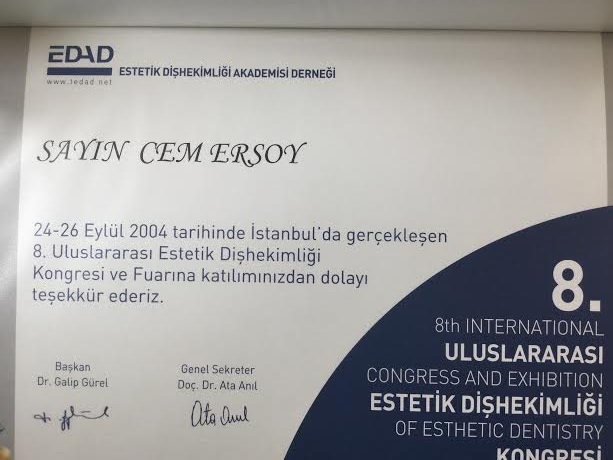 EDAD
www.tedad.net
ESTETİK DİŞHEKİMLİĞİ AKADEMİSİ DERNEĞİ
SAYIN CEM ERSOY
24-26 Eylül 2004 tarihinde İstanbul'da gerçekleşen
8. Uluslararası Estetik Dişhekimliği
Kongresi ve Fuarına katılımınızdan dolayı
teşekkür ederiz.
Başkan
Dr. Galip Gürel
Genel Sekreter
Doç. Dr. Ata Anıl
Ata Anıl
8.
8th INTERNATIONAL
ULUSLARARASI
CONGRESS AND EXHIBITION
ESTETİK DİŞHEKİMLİĞİ
OF ESTHETIC DENTISTRY
KONGRESİ